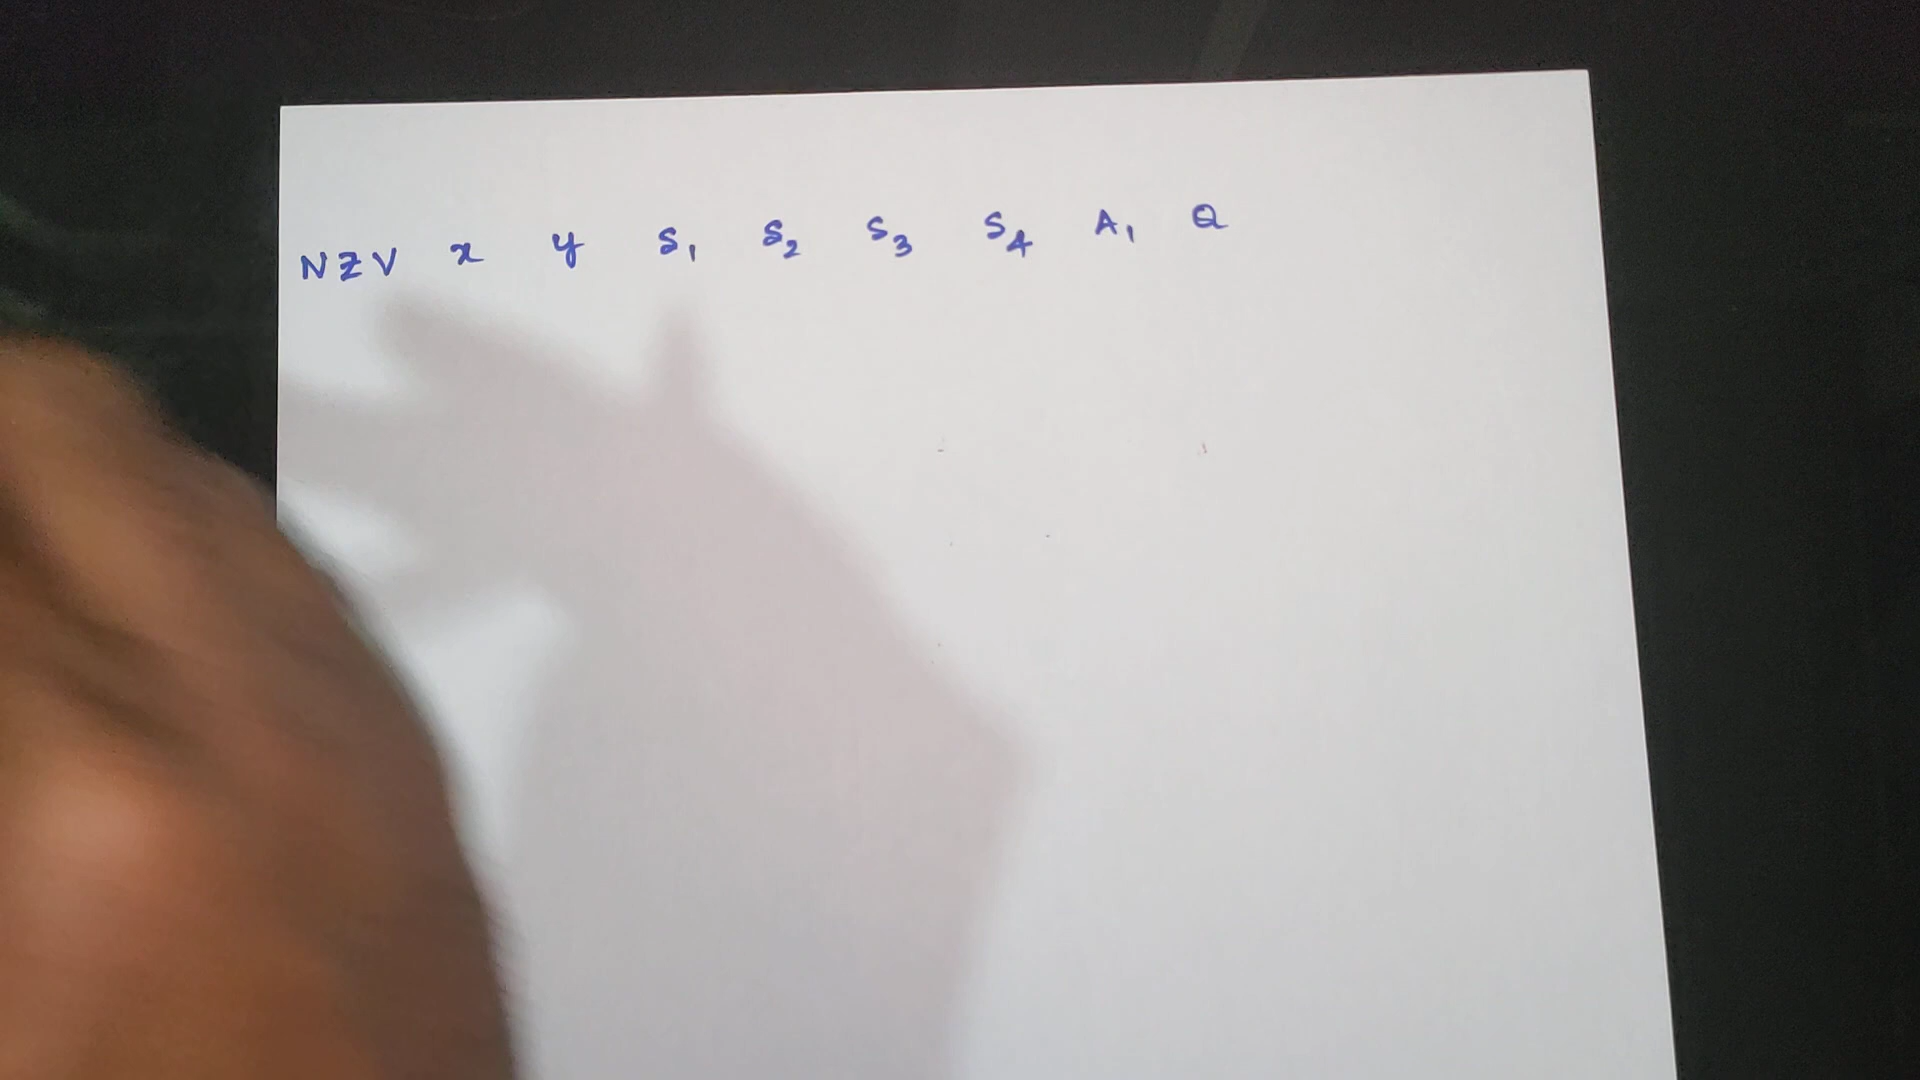 NZV x y S₁ S₂ S₃ S₄ A₁ Q